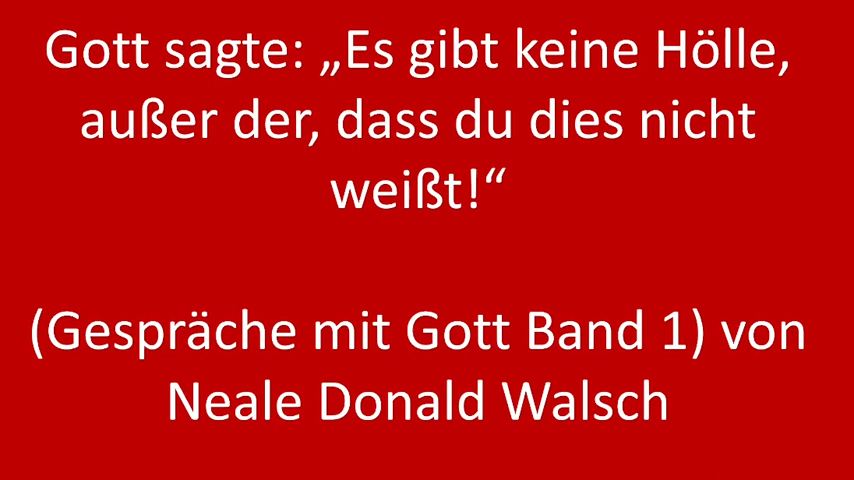 Gott sagte: „Es gibt keine Hölle,
außer der, dass du dies nicht
weißt!“
(Gespräche mit Gott Band 1) von
Neale Donald Walsch